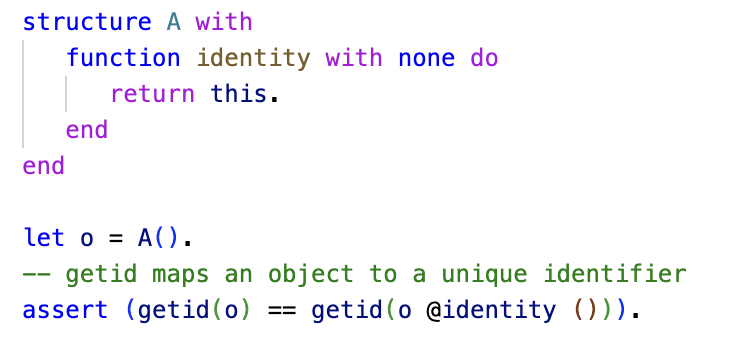 structure A with
   function identity with none do
      return this.
   end
end

let o = A().
-- getid maps an object to a unique identifier
assert (getid(o) == getid(o @identity ())).